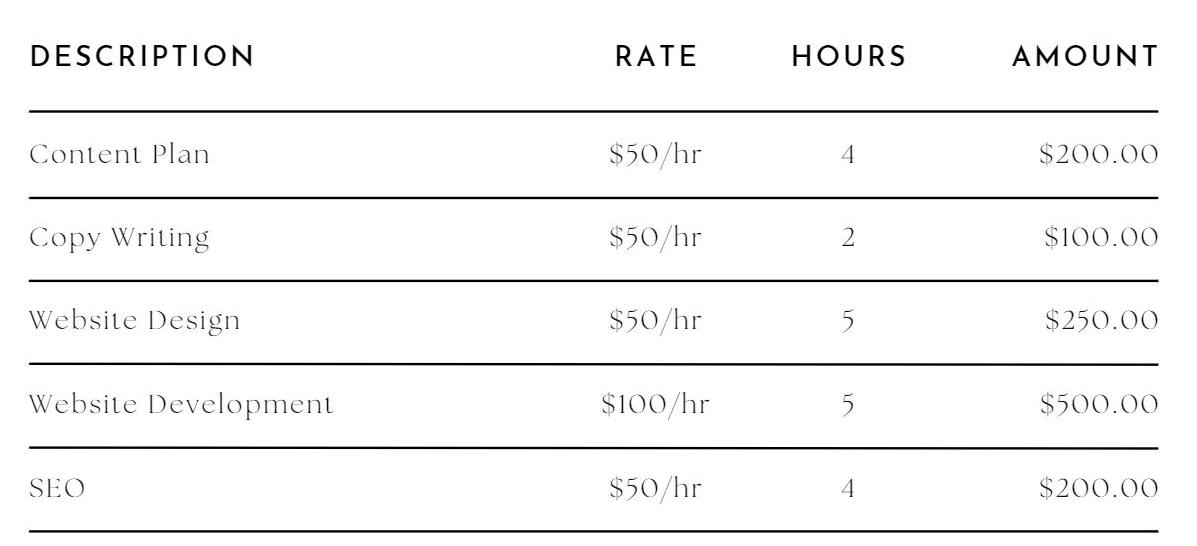 DESCRIPTION RATE HOURS AMOUNT
Content Plan $50/hr 4 $200.00
Copy Writing $50/hr 2 $100.00
Website Design $50/hr 5 $250.00
Website Development $100/hr 5 $500.00
SEO $50/hr 4 $200.00